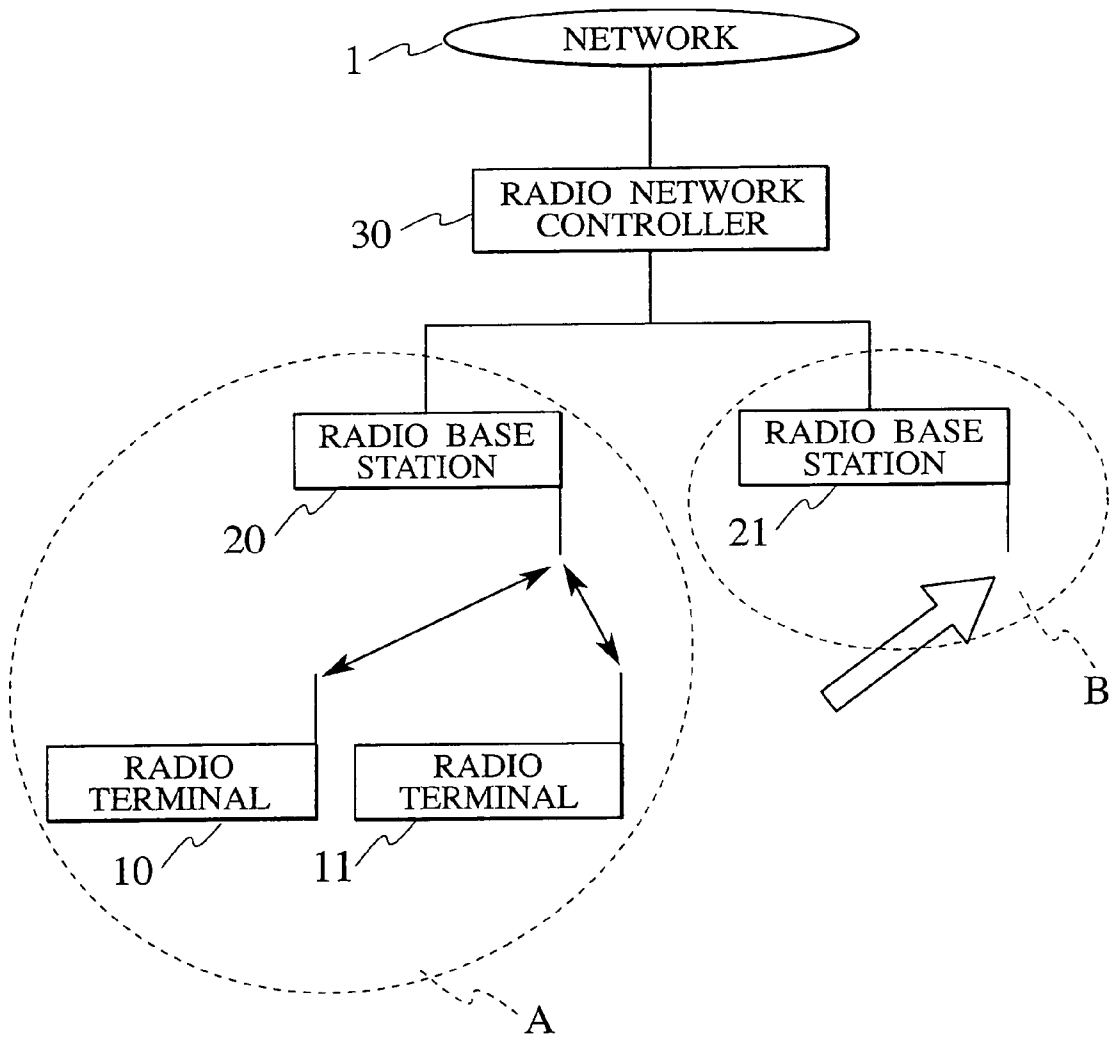 NETWORK
1
RADIO NETWORK
CONTROLLER
30
RADIO BASE
STATION
20
RADIO BASE
STATION
21
B
RADIO
TERMINAL
10
RADIO
TERMINAL
11
A